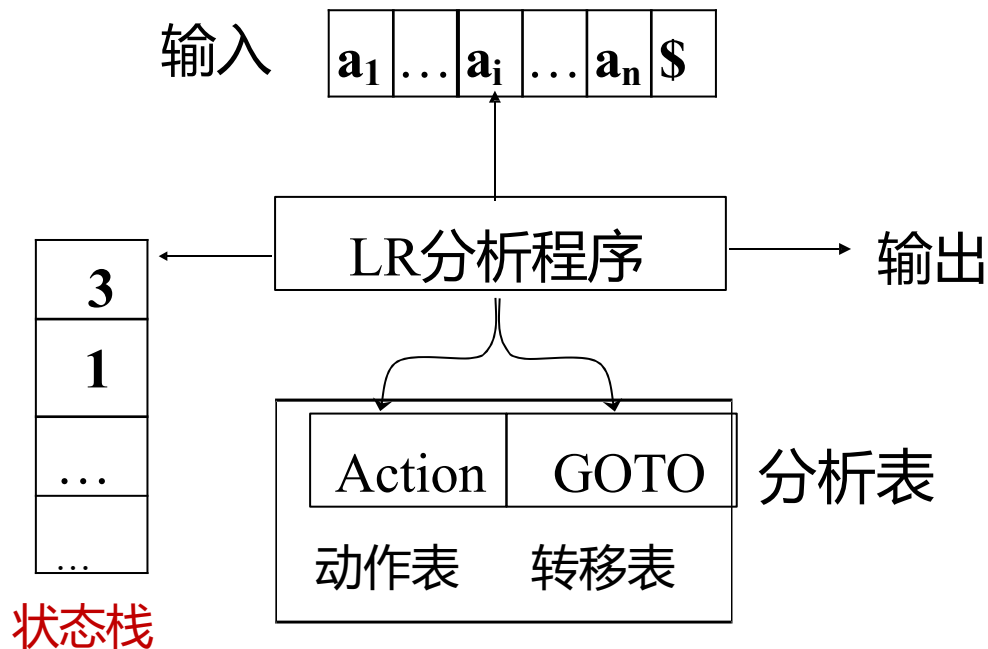 输入 a1 … ai … an $
LR分析程序
输出
3
1
…
…
状态栈
Action GOTO
分析表
动作表 转移表